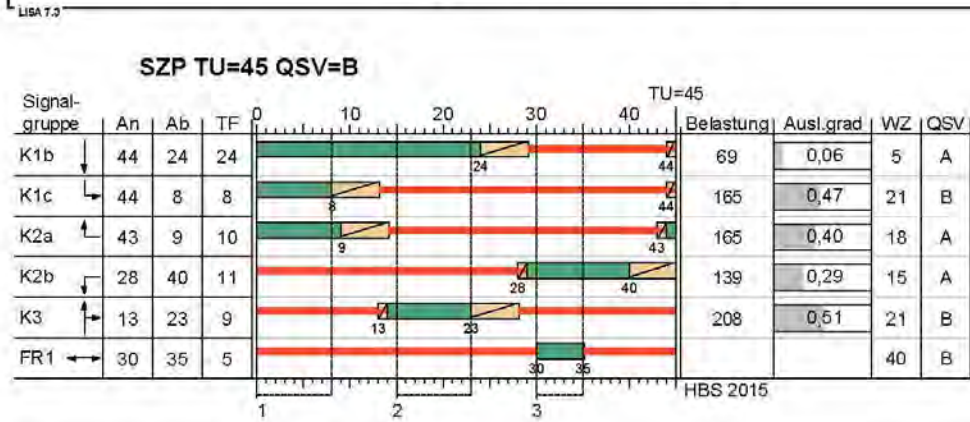 LISA 7.3
SZP TU=45 QSV=B
Signal-
gruppe An Ab TF 0 10 20 30 40 TU=45 Belastung Ausl.grad WZ QSV
K1b 44 24 24 24 44 69 0,06 5 A
K1c 44 8 8 8 44 165 0,47 21 B
K2a 43 9 10 9 43 165 0,40 18 A
K2b 28 40 11 28 40 139 0,29 15 A
K3 13 23 9 13 23 208 0,51 21 B
FR1 30 35 5 30 35 40 B
1 2 3 HBS 2015